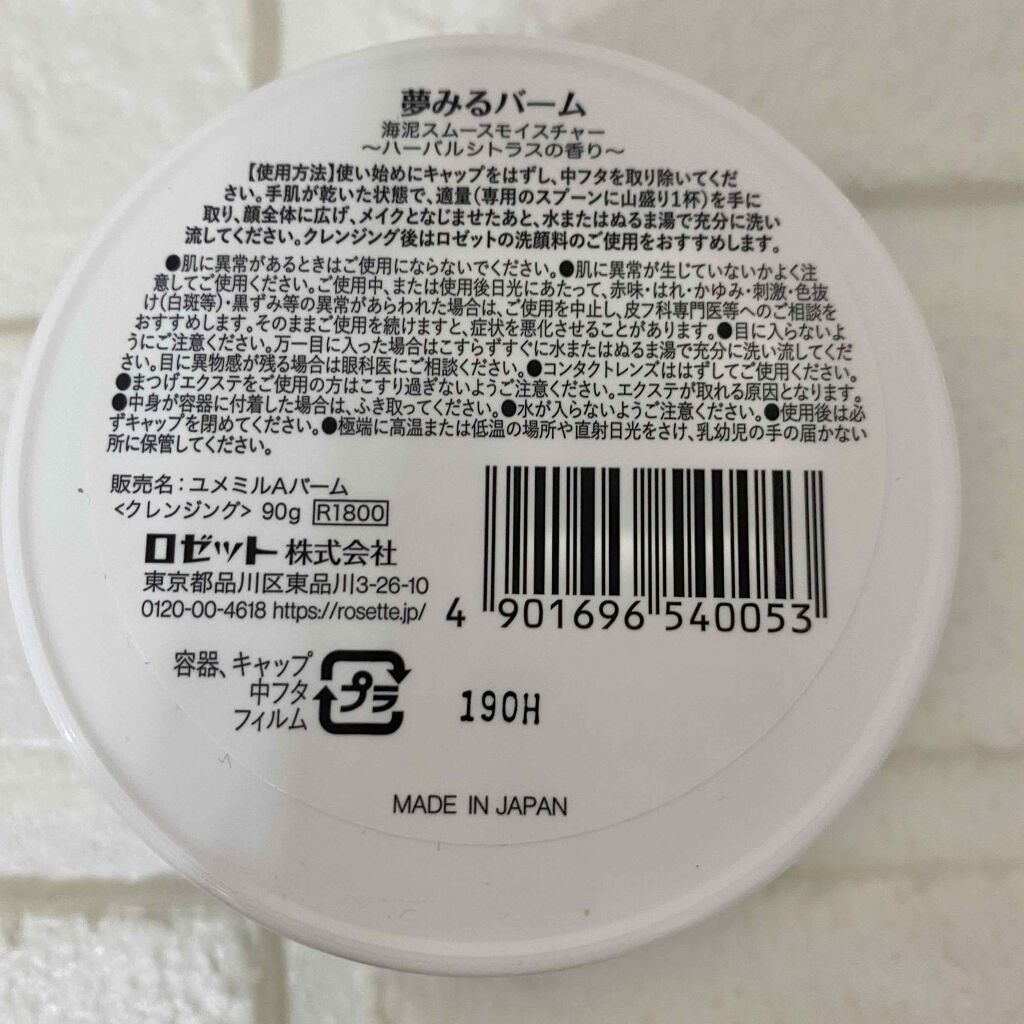 夢みるバーム
海泥スムースモイスチャー
〜ハーバルシトラスの香り〜
【使用方法】使い始めにキャップをはずし、中フタを取り除いてくだ
さい。手肌が乾いた状態で、適量(専用のスプーンに山盛り1杯)を手に
取り、顔全体に広げ、メイクとなじませたあと、水またはぬるま湯で充分に洗い
流してください。クレンジング後はロゼットの洗顔料のご使用をおすすめします。
●肌に異常があるときはご使用にならないでください。●肌に異常が生じていないかよく注
意してご使用ください。ご使用中、または使用後日光にあたって、赤味・はれ・かゆみ・刺激・色抜
け(白斑等)・黒ずみ等の異常があらわれた場合は、ご使用を中止し、皮フ科専門医等へのご相談を
おすすめします。そのままご使用を続けますと、症状を悪化させることがあります。●目に入らないよ
うにご注意ください。万一目に入った場合はこすらずすぐに水またはぬるま湯で充分に洗い流してくだ
さい。目に異物感が残る場合は眼科医にご相談ください。●コンタクトレンズははずしてご使用ください。
●まつげエクステをご使用の方はこすり過ぎないようご注意ください。エクステが取れる原因となります。
●中身が容器に付着した場合は、ふき取ってください。●水が入らないようご注意ください。●使用後は必
ずキャップを閉めてください。●極端に高温または低温の場所や直射日光をさけ、乳幼児の手の届かない
所に保管してください。
販売名:ユメミルAバーム
<クレンジング> 90g R1800
ロゼット株式会社
東京都品川区東品川3-26-10
0120-00-4618 https://rosette.jp/
4 901696 540053
容器、キャップ
中フタ
フィルム
プラ
190H
MADE IN JAPAN